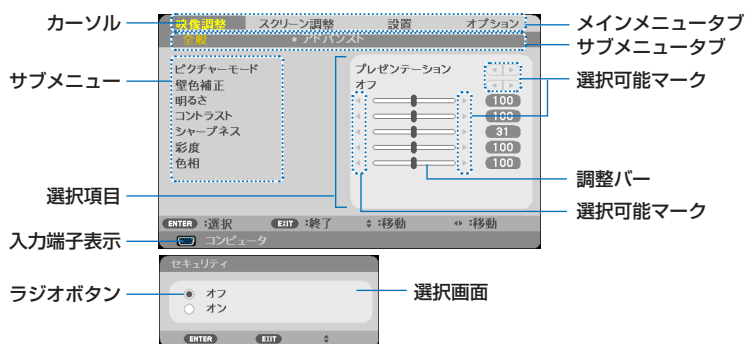 カーソル
映像調整 スクリーン調整 設置 オプション
メインメニュータブ
全般 ● アドバンスト
サブメニュータブ
サブメニュー
ピクチャーモード プレゼンテーション
選択可能マーク
壁色補正 オフ
明るさ 100
コントラスト 100
シャープネス 31
彩度 100
色相 100
調整バー
選択項目
選択可能マーク
ENTER :選択 EXIT :終了 :移動 :移動
入力端子表示
コンピュータ
セキュリティ
ラジオボタン
オフ
選択画面
オン
ENTER EXIT